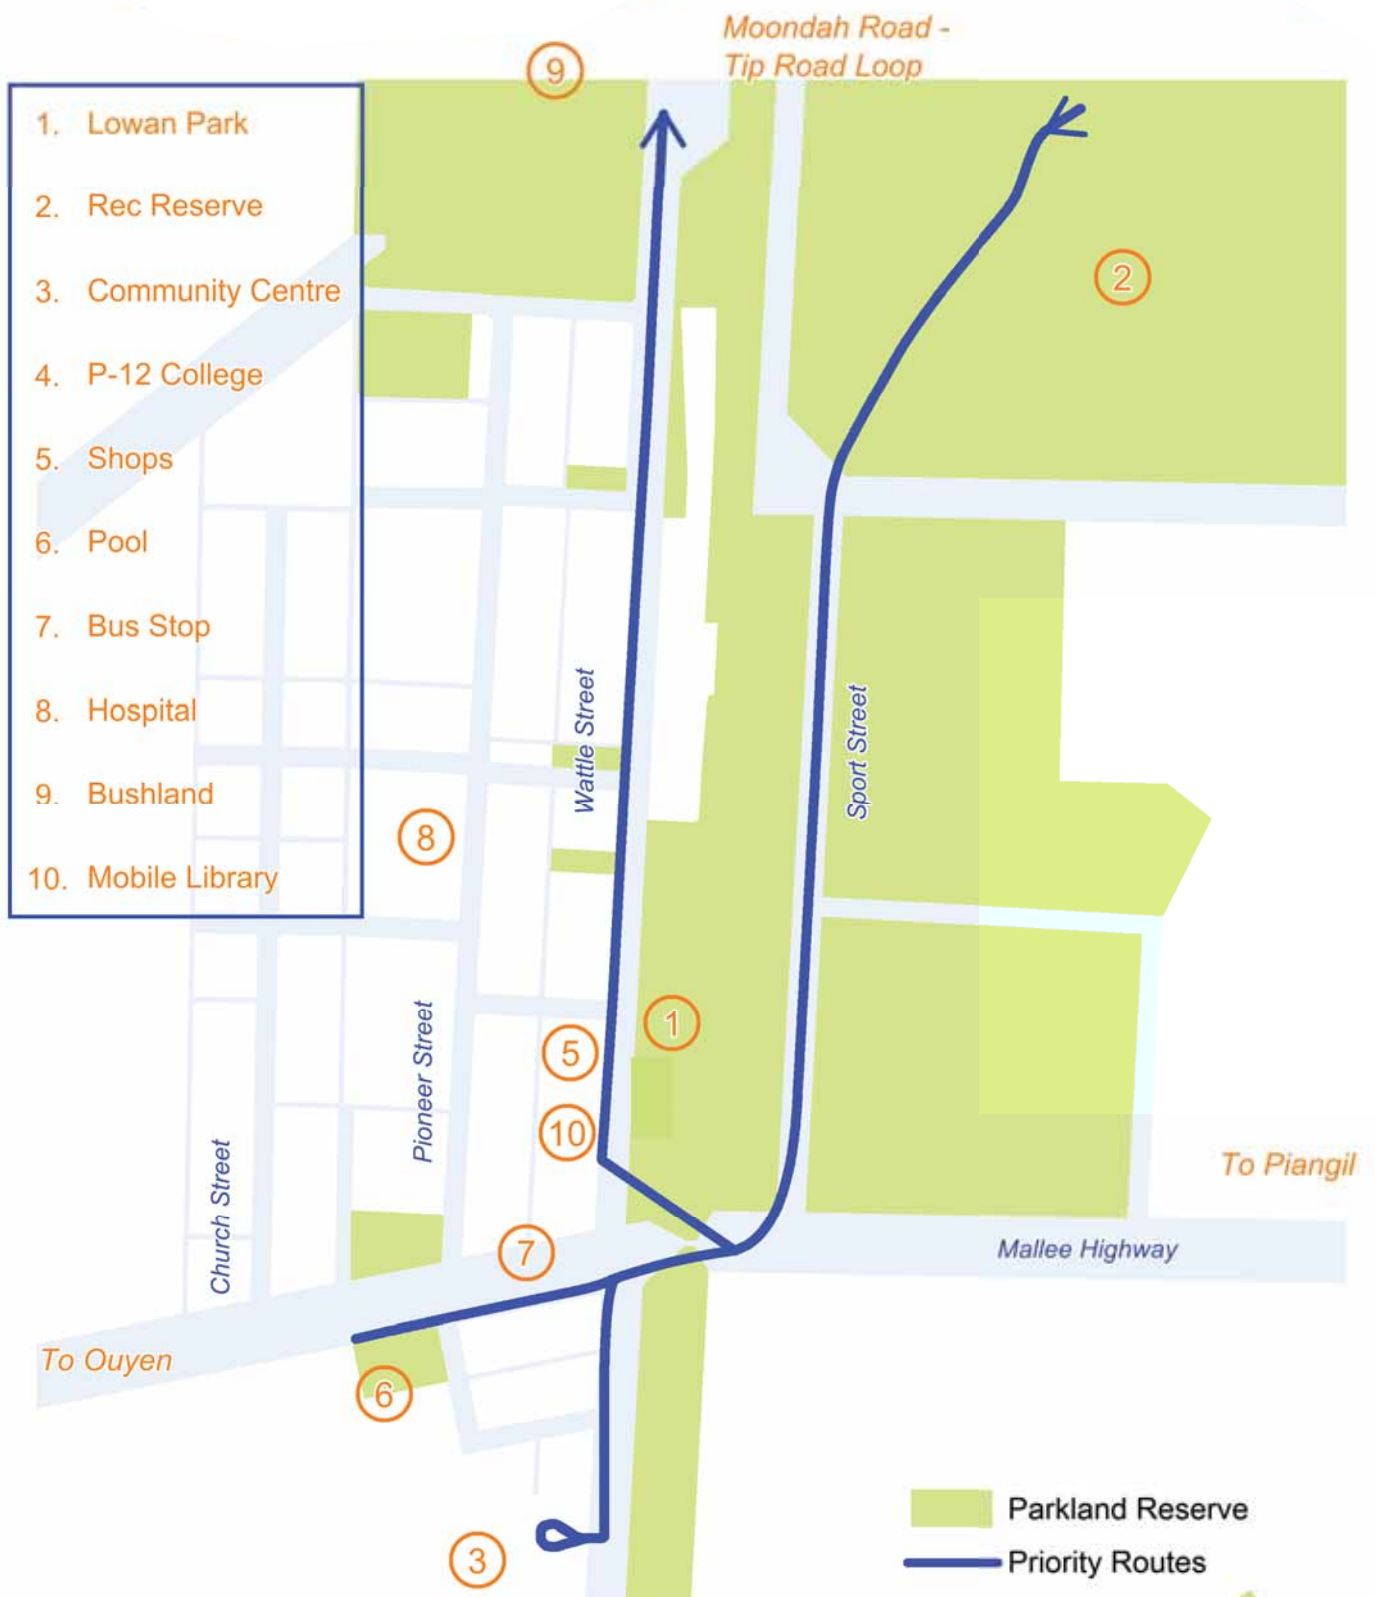 Moondah Road -
Tip Road Loop
9
1. Lowan Park
2. Rec Reserve
3. Community Centre
4. P-12 College
5. Shops
6. Pool
7. Bus Stop
8. Hospital
9. Bushland
10. Mobile Library
2
Wattle Street
Sport Street
8
1
5
10
Pioneer Street
Church Street
7
To Piangil
Mallee Highway
To Ouyen
6
3
Parkland Reserve
Priority Routes